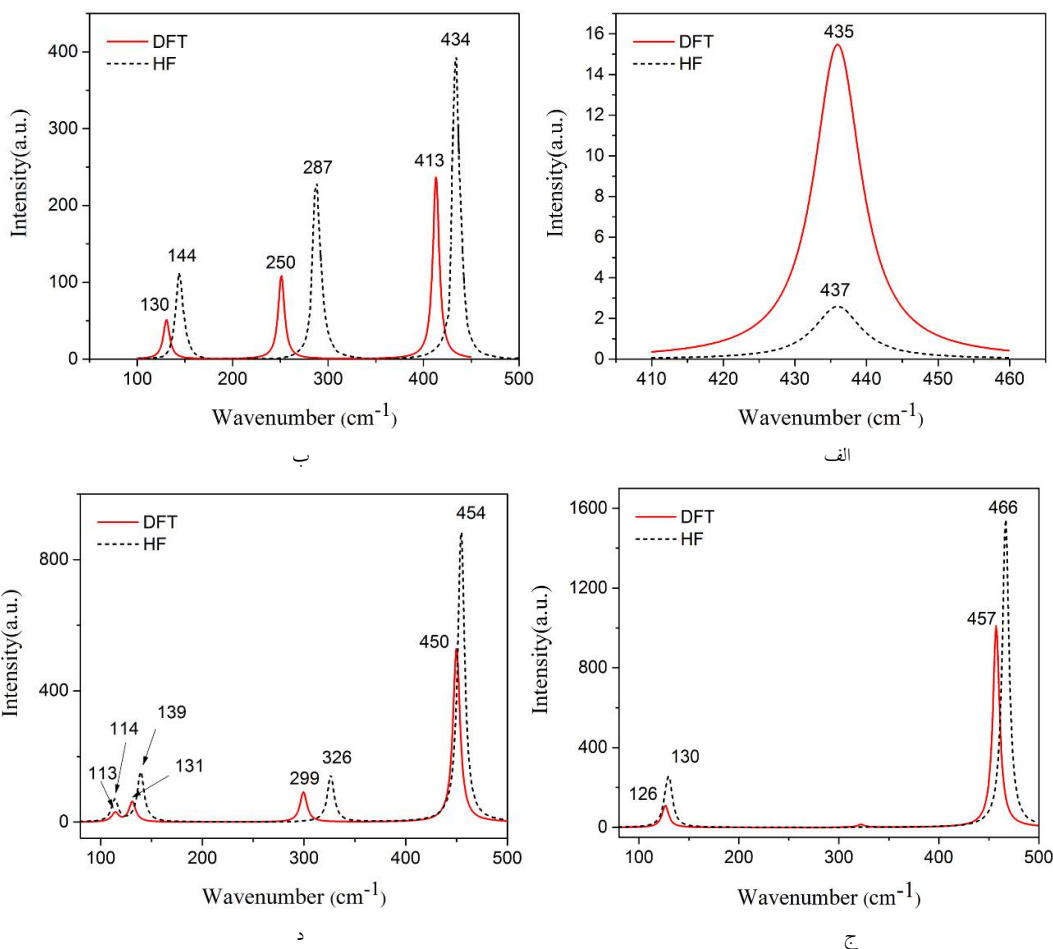 DFT
HF
434
400
300
200
100
0
Intensity(a.u.)
287
413
144
250
130
100 200 300 400 500
Wavenumber (cm-1)
ب
DFT
HF
435
16
14
12
10
8
6
4
2
0
Intensity(a.u.)
437
410 420 430 440 450 460
Wavenumber (cm-1)
الف
DFT
HF
454
800
400
0
Intensity(a.u.)
450
139
114
113
131
326
299
100 200 300 400 500
Wavenumber (cm-1)
د
DFT
HF
466
1600
1200
800
400
0
Intensity(a.u.)
457
130
126
100 200 300 400 500
Wavenumber (cm-1)
ج